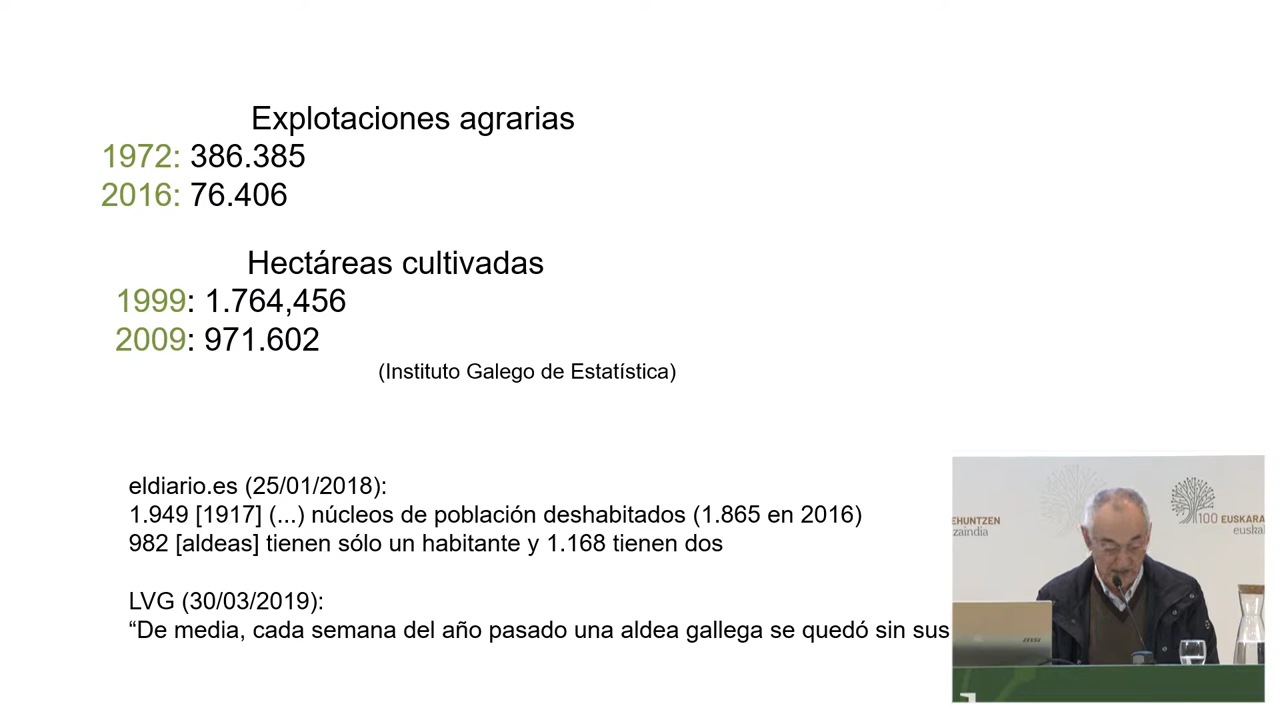 Explotaciones agrarias
1972: 386.385
2016: 76.406
Hectáreas cultivadas
1999: 1.764,456
2009: 971.602
(Instituto Galego de Estatística)
eldiario.es (25/01/2018):
1.949 [1917] (...) núcleos de población deshabitados (1.865 en 2016)
982 [aldeas] tienen sólo un habitante y 1.168 tienen dos
LVG (30/03/2019):
“De media, cada semana del año pasado una aldea gallega se quedó sin sus
EHUNTZEN
zaindia
100 EUSKARA
euskal